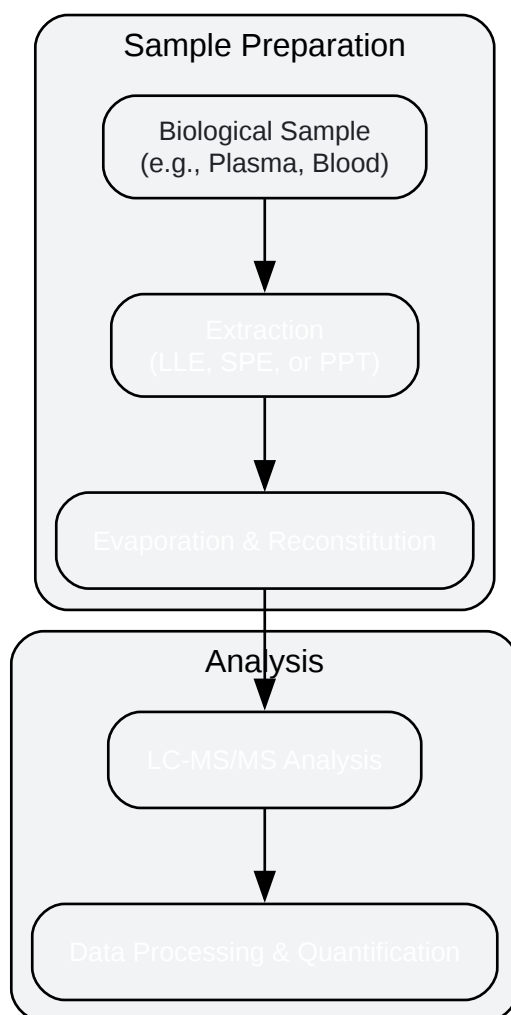 Sample Preparation
Biological Sample
(e.g., Plasma, Blood)
Extraction
(LLE, SPE, or PPT)
Evaporation & Reconstitution
Analysis
LC-MS/MS Analysis
Data Processing & Quantification